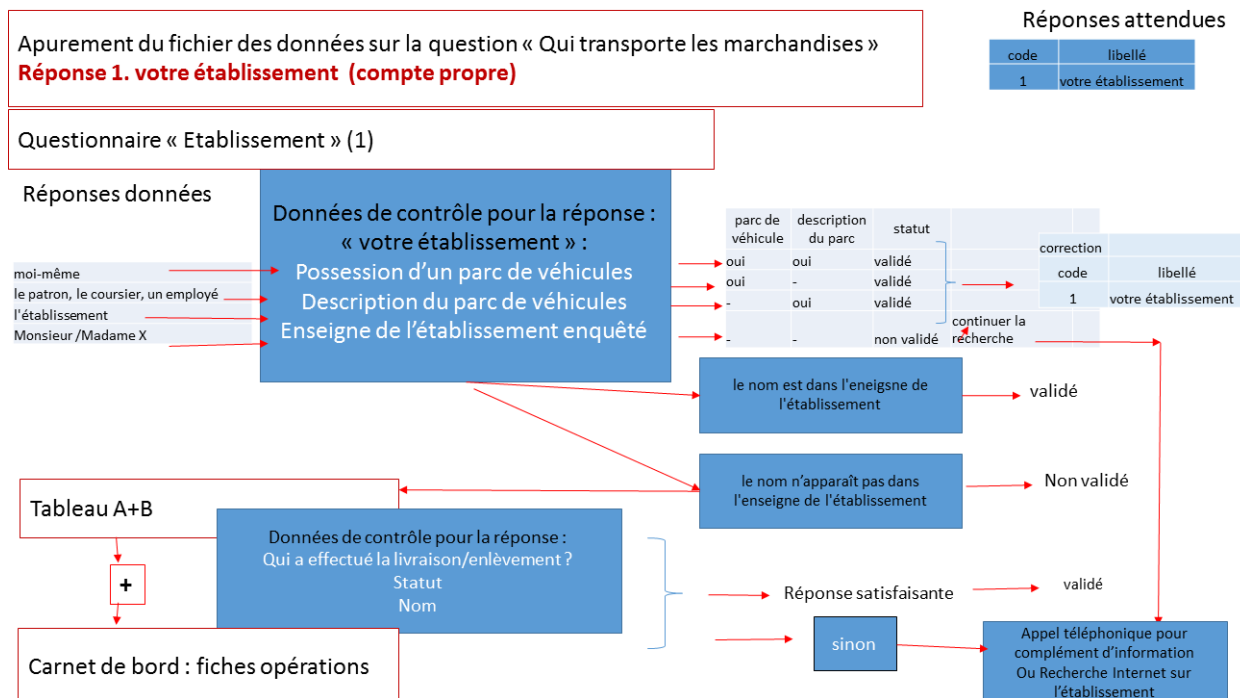 Apurement du fichier des données sur la question « Qui transporte les marchandises »
Réponse 1. votre établissement (compte propre)
Réponses attendues
code libellé
1 votre établissement
Questionnaire « Etablissement » (1)
Réponses données
moi-même
le patron, le coursier, un employé
l'établissement
Monsieur /Madame X
Données de contrôle pour la réponse :
« votre établissement » :
Possession d'un parc de véhicules
Description du parc de véhicules
Enseigne de l'établissement enquêté
parc de véhicule description du parc statut
oui oui validé
oui - validé
- oui validé
- - non validé continuer la recherche
correction
code libellé
1 votre établissement
le nom est dans l'eneigsne de
l'établissement
validé
le nom n'apparaît pas dans
l'enseigne de l'établissement
Non validé
Tableau A+B
+
Carnet de bord : fiches opérations
Données de contrôle pour la réponse :
Qui a effectué la livraison/enlèvement ?
Statut
Nom
Réponse satisfaisante
validé
sinon
Appel téléphonique pour
complément d'information
Ou Recherche Internet sur
l'établissement